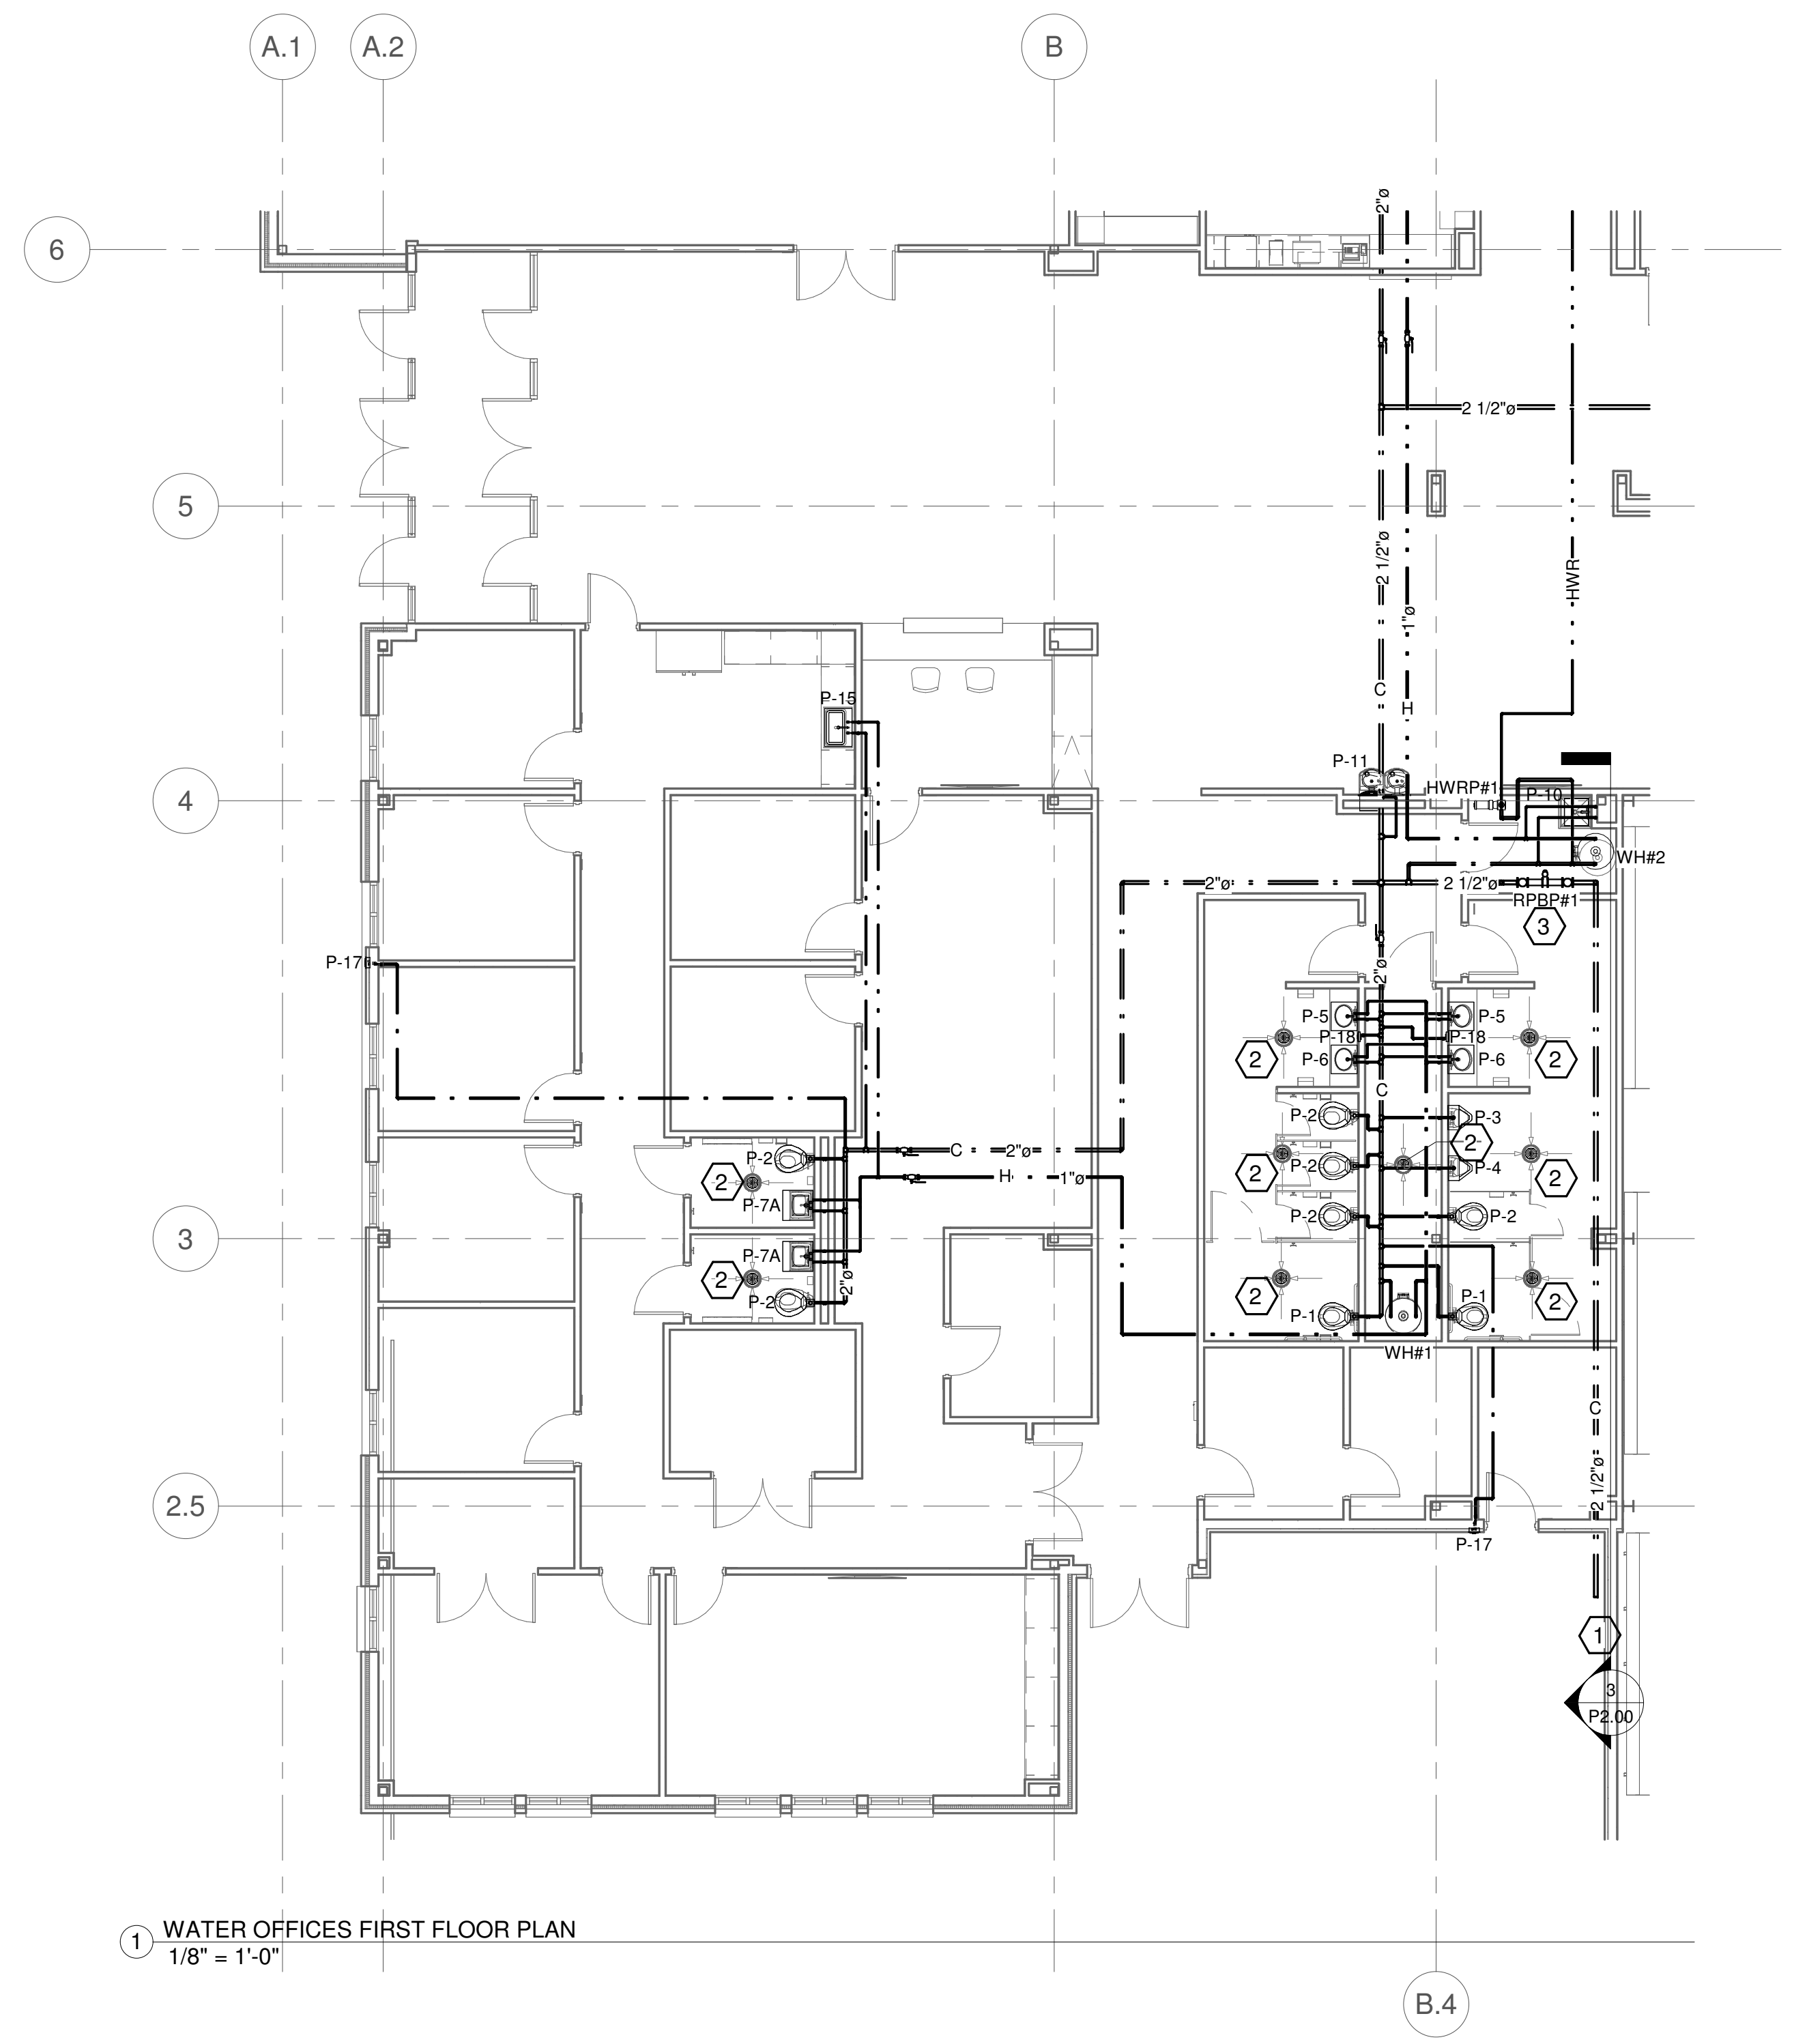 A.1
A.2
B
6
2"ø
2 1/2"ø
5
2 1/2"ø
HWR
1"ø
C
H
P-15
P-11
4
HWRP#1
P-10
WH#2
2"ø
2 1/2"ø
RPBP#1
3
P-17
2"ø
P-5
P-5
P-18
P-18
2
P-6
P-6
2
C
P-2
P-3
2
C
2"ø
P-2
2
P-2
P-4
2
2
H
1"ø
P-7A
P-2
P-2
3
P-7A
2
2"ø
P-2
2
P-1
P-1
2
WH#1
C
2 1/2"ø
2.5
P-17
1
3
P2.00
1
WATER OFFICES FIRST FLOOR PLAN
1/8" = 1'-0"
B.4